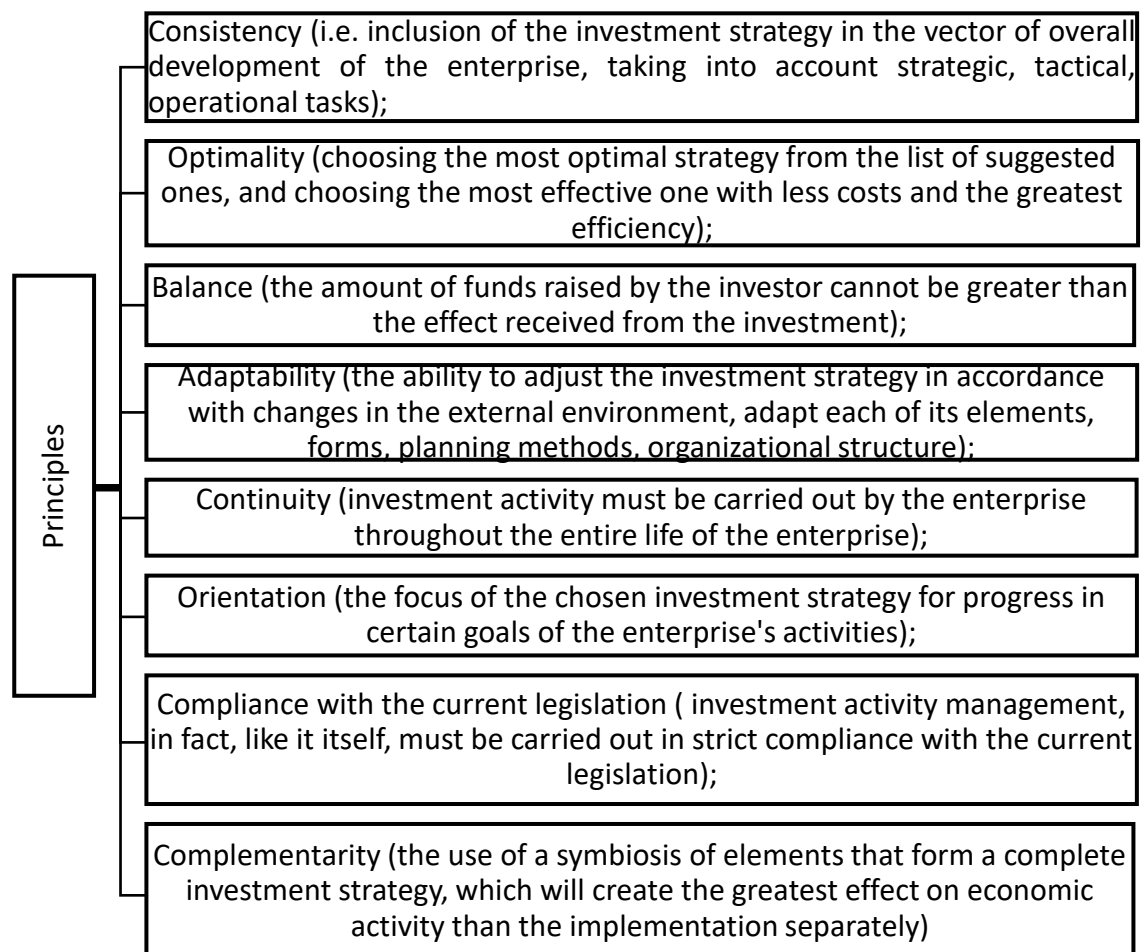 Principles
Consistency (i.e. inclusion of the investment strategy in the vector of overall
development of the enterprise, taking into account strategic, tactical,
operational tasks);
Optimality (choosing the most optimal strategy from the list of suggested
ones, and choosing the most effective one with less costs and the greatest
efficiency);
Balance (the amount of funds raised by the investor cannot be greater than
the effect received from the investment);
Adaptability (the ability to adjust the investment strategy in accordance
with changes in the external environment, adapt each of its elements,
forms, planning methods, organizational structure);
Continuity (investment activity must be carried out by the enterprise
throughout the entire life of the enterprise);
Orientation (the focus of the chosen investment strategy for progress in
certain goals of the enterprise's activities);
Compliance with the current legislation ( investment activity management,
in fact, like it itself, must be carried out in strict compliance with the current
legislation);
Complementarity (the use of a symbiosis of elements that form a complete
investment strategy, which will create the greatest effect on economic
activity than the implementation separately)